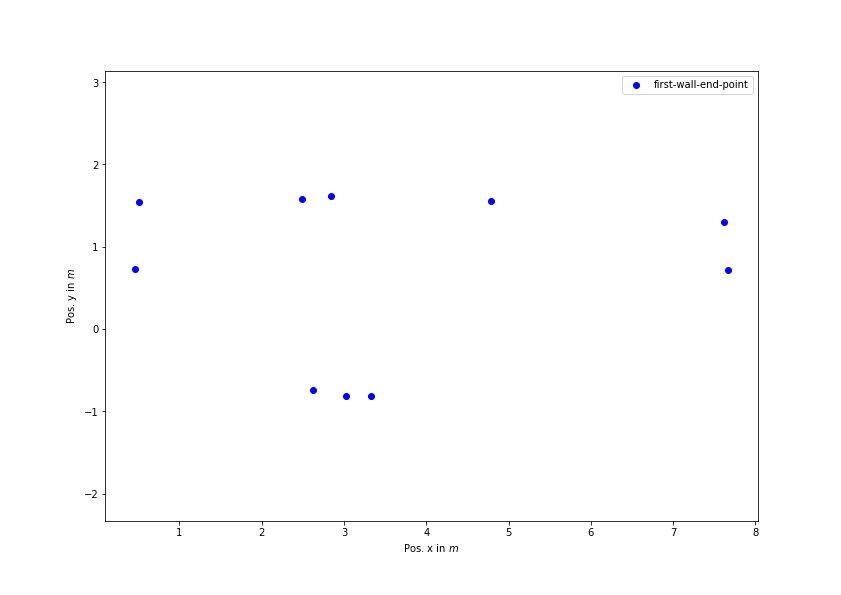 first-wall-end-point
3
2
1
0
−1
−2
Pos. y in m
1 2 3 4 5 6 7 8
Pos. x in m